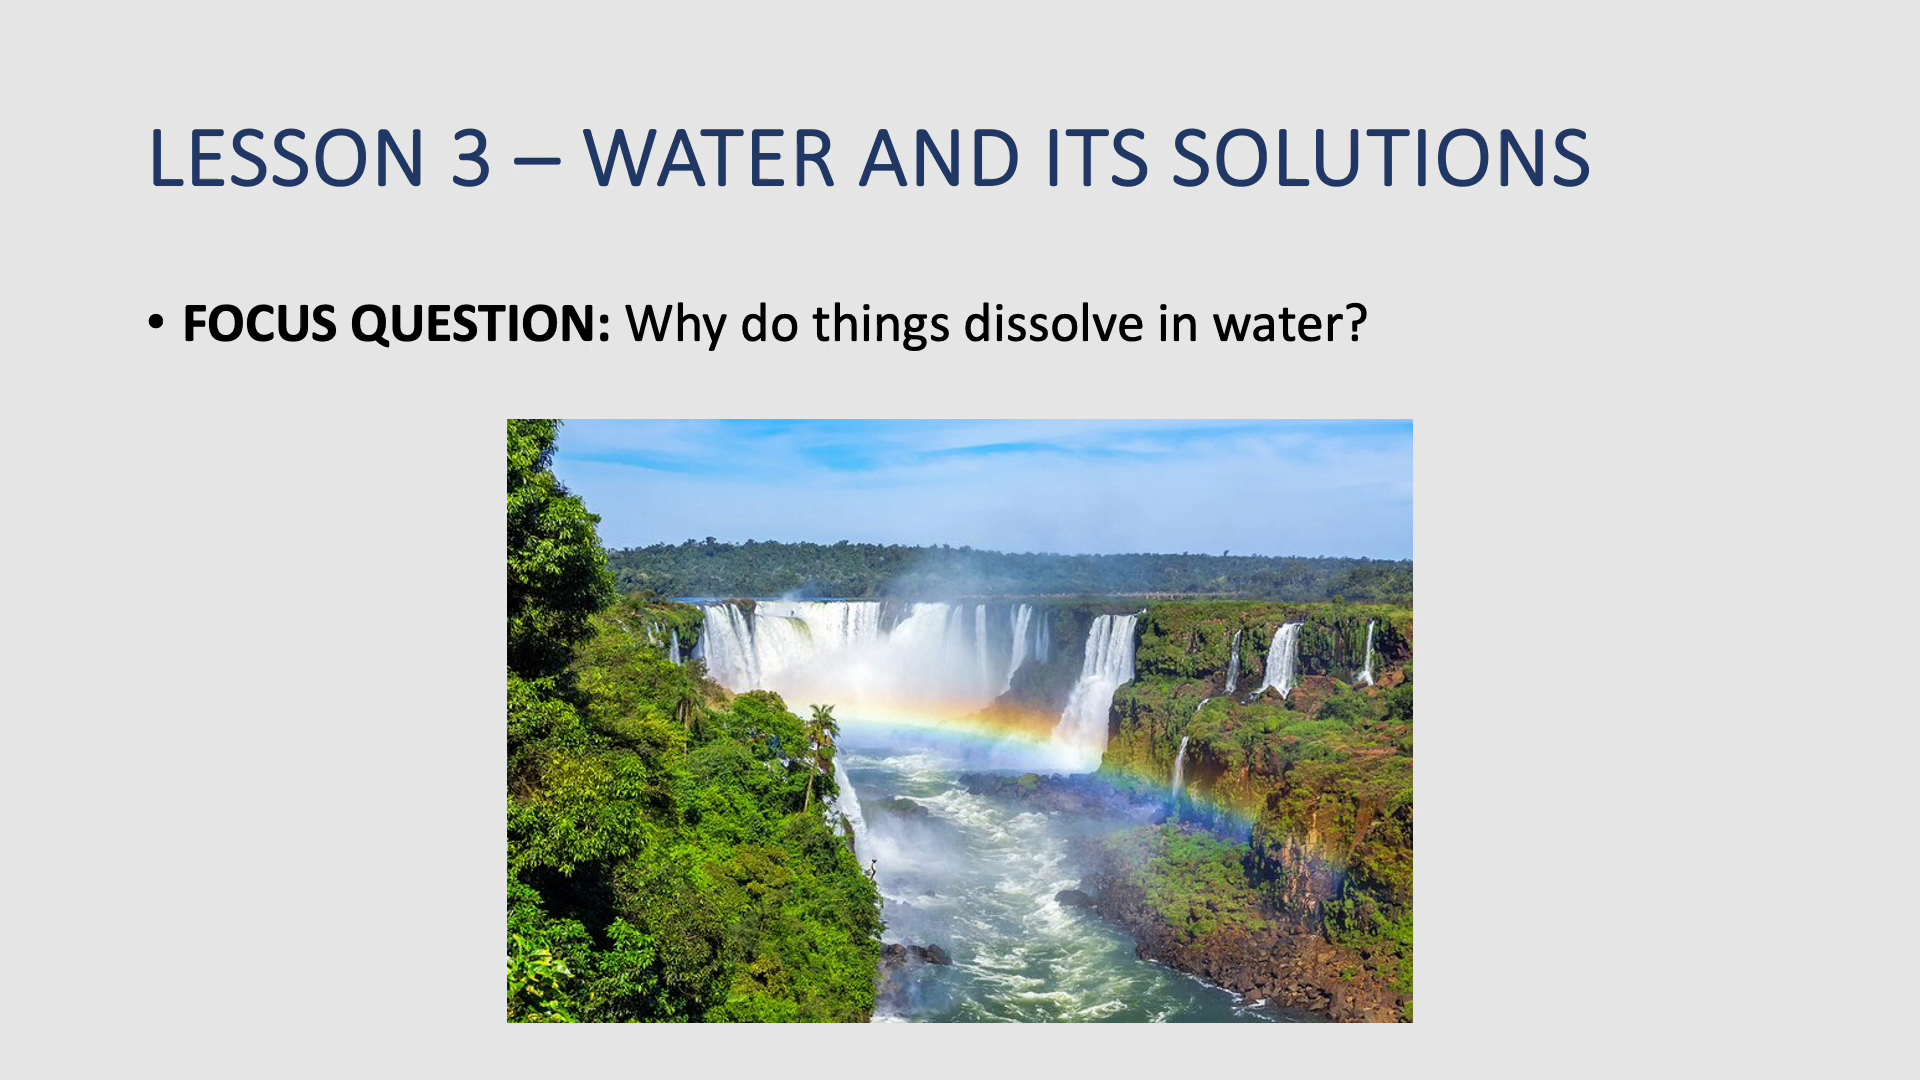 LESSON 3 – WATER AND ITS SOLUTIONS
• FOCUS QUESTION: Why do things dissolve in water?